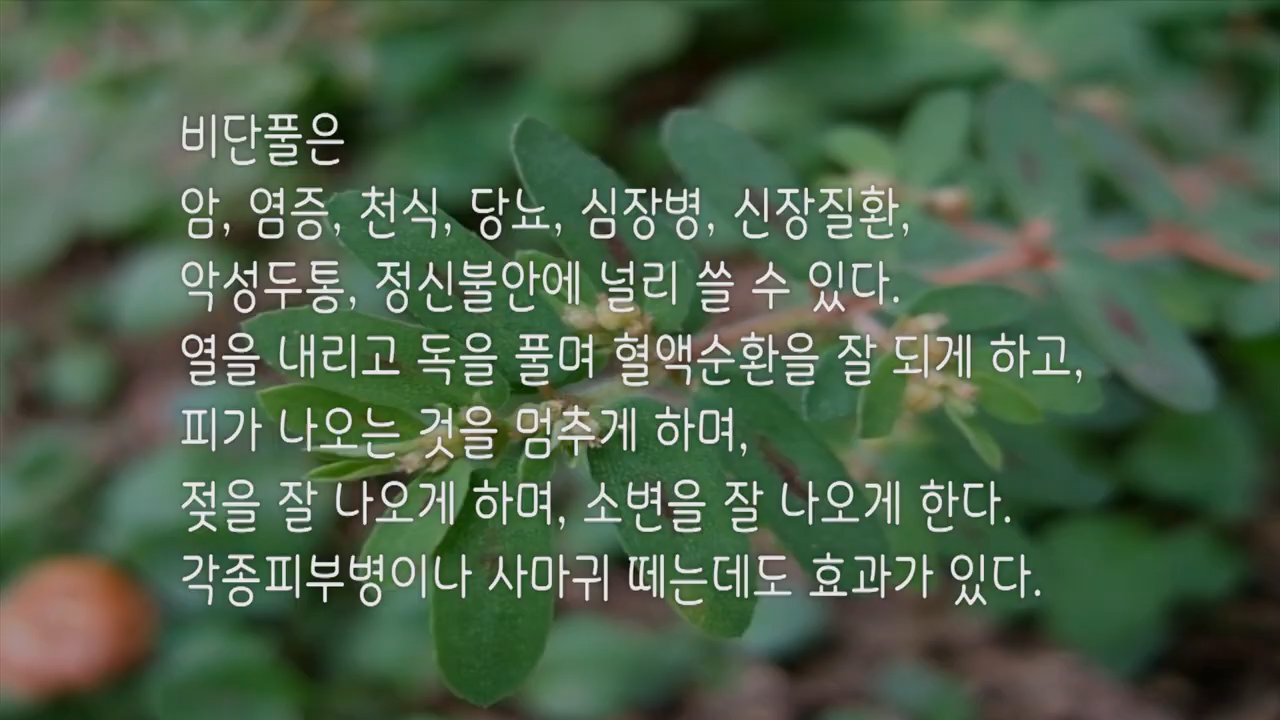 비단풀은
암, 염증, 천식, 당뇨, 심장병, 신장질환,
악성두통, 정신불안에 널리 쓸 수 있다.
열을 내리고 독을 풀며 혈액순환을 잘 되게 하고,
피가 나오는 것을 멈추게 하며,
젖을 잘 나오게 하며, 소변을 잘 나오게 한다.
각종피부병이나 사마귀 떼는데도 효과가 있다.